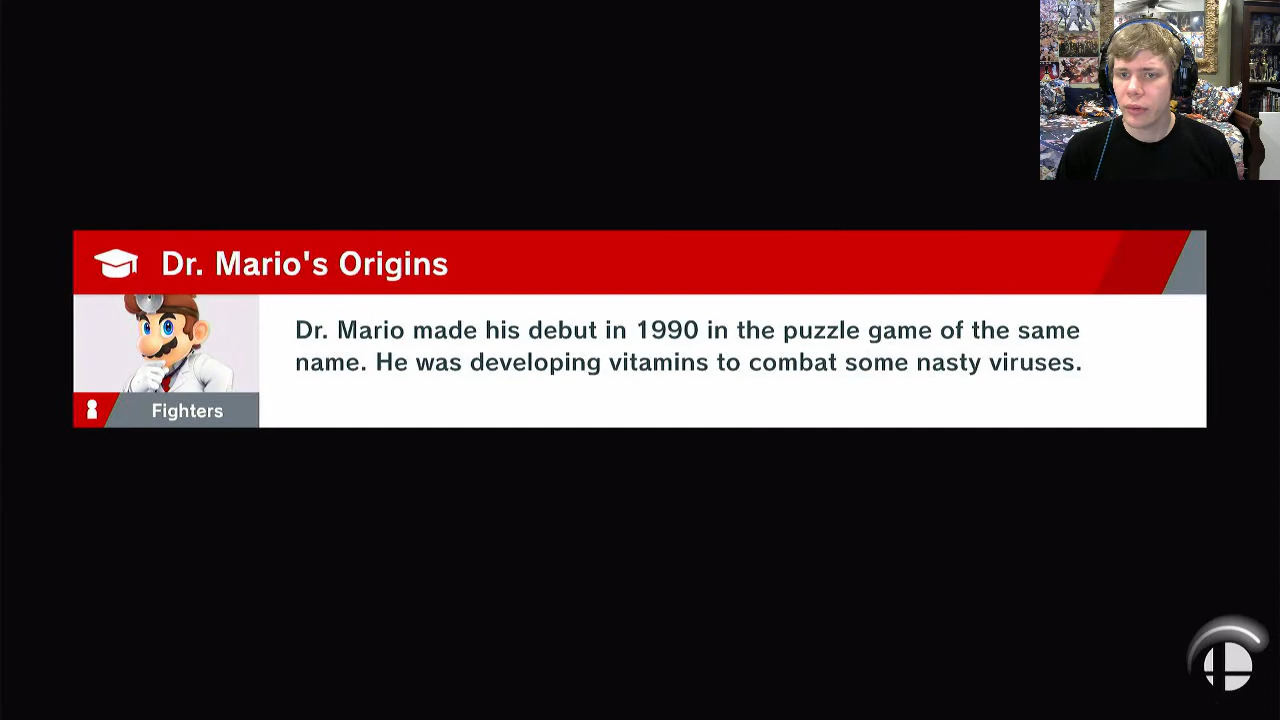 Dr. Mario's Origins
Dr. Mario made his debut in 1990 in the puzzle game of the same
name. He was developing vitamins to combat some nasty viruses.
Fighters